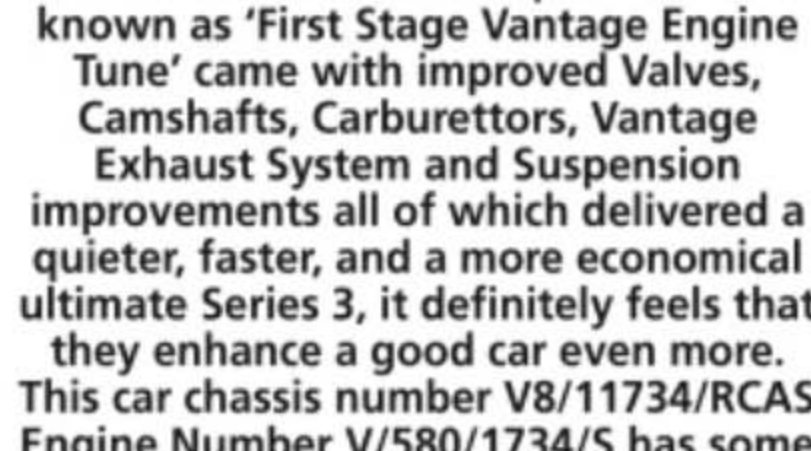 known as ‘First Stage Vantage Engine
Tune’ came with improved Valves,
Camshafts, Carburettors, Vantage
Exhaust System and Suspension
improvements all of which delivered a
quieter, faster, and a more economical
ultimate Series 3, it definitely feels that
they enhance a good car even more.
This car chassis number V8/11734/RCAS
Engine Number V/580/1734/S has some